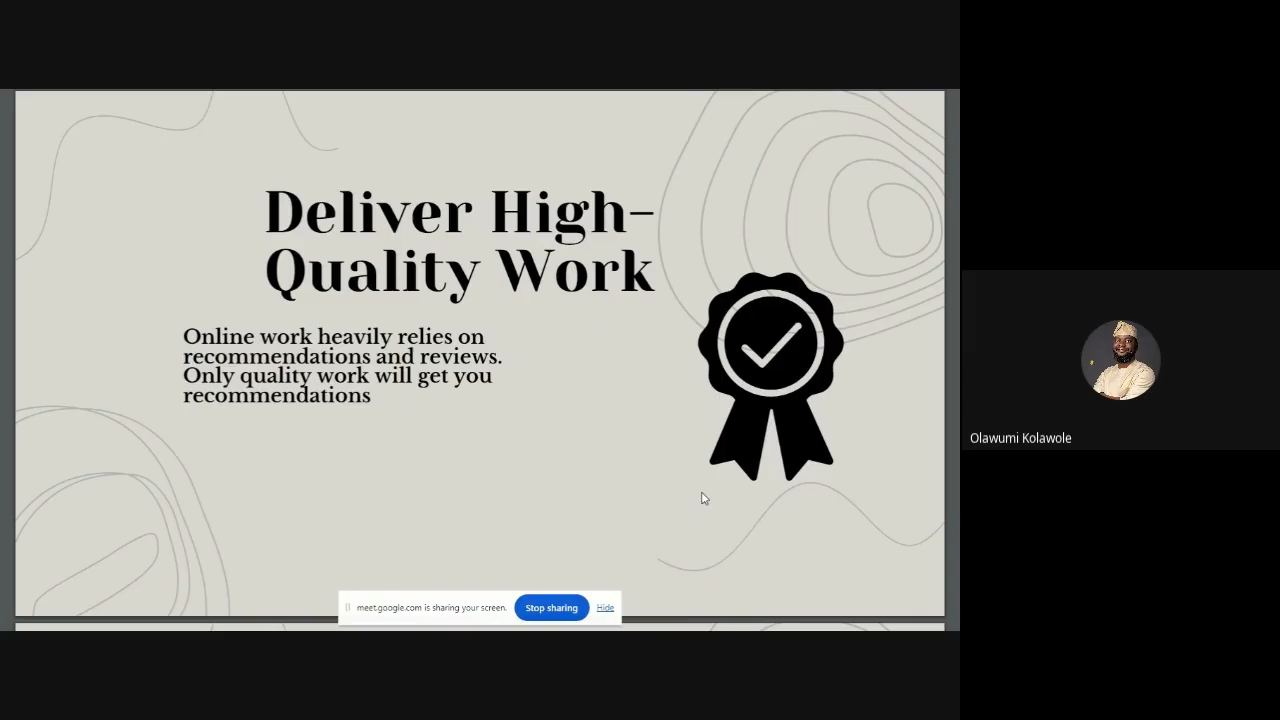 Deliver High-
Quality Work
Online work heavily relies on
recommendations and reviews.
Only quality work will get you
recommendations
Olawumi Kolawole
meet.google.com is sharing your screen.
Stop sharing
Hide